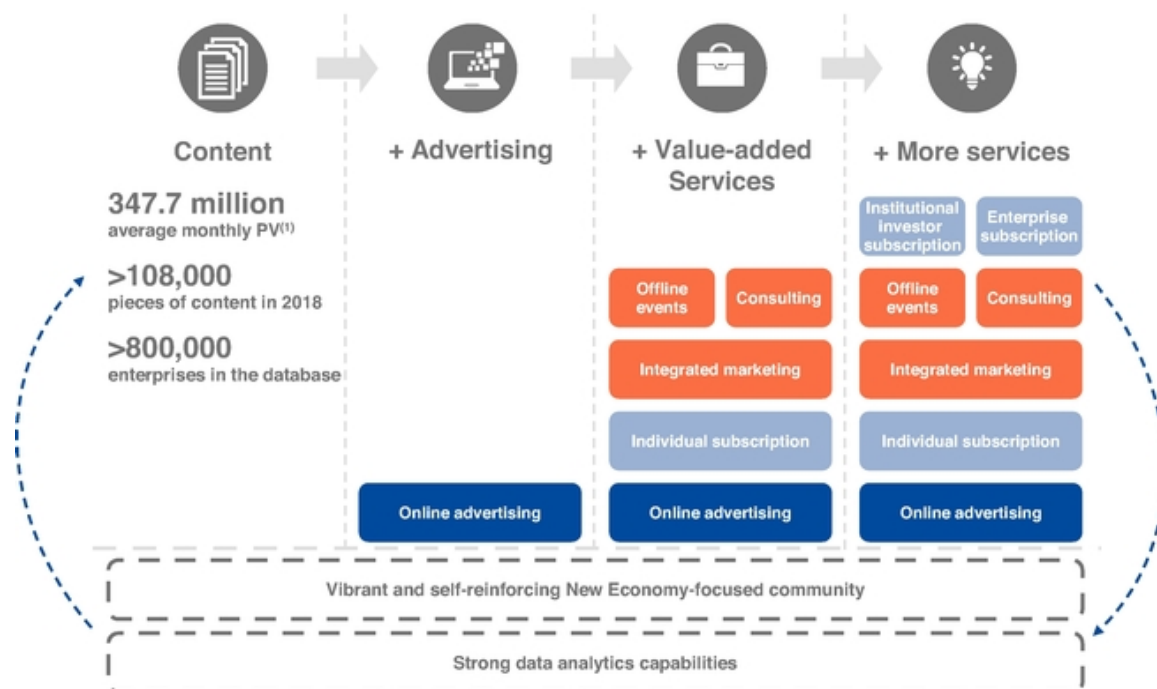 Content
347.7 million
average monthly PV(1)
>108,000
pieces of content in 2018
>800,000
enterprises in the database
+ Advertising
Online advertising
+ Value-added
Services
Offline
events
Consulting
Integrated marketing
Individual subscription
Online advertising
+ More services
Institutional
investor
subscription
Enterprise
subscription
Offline
events
Consulting
Integrated marketing
Individual subscription
Online advertising
Vibrant and self-reinforcing New Economy-focused community
Strong data analytics capabilities